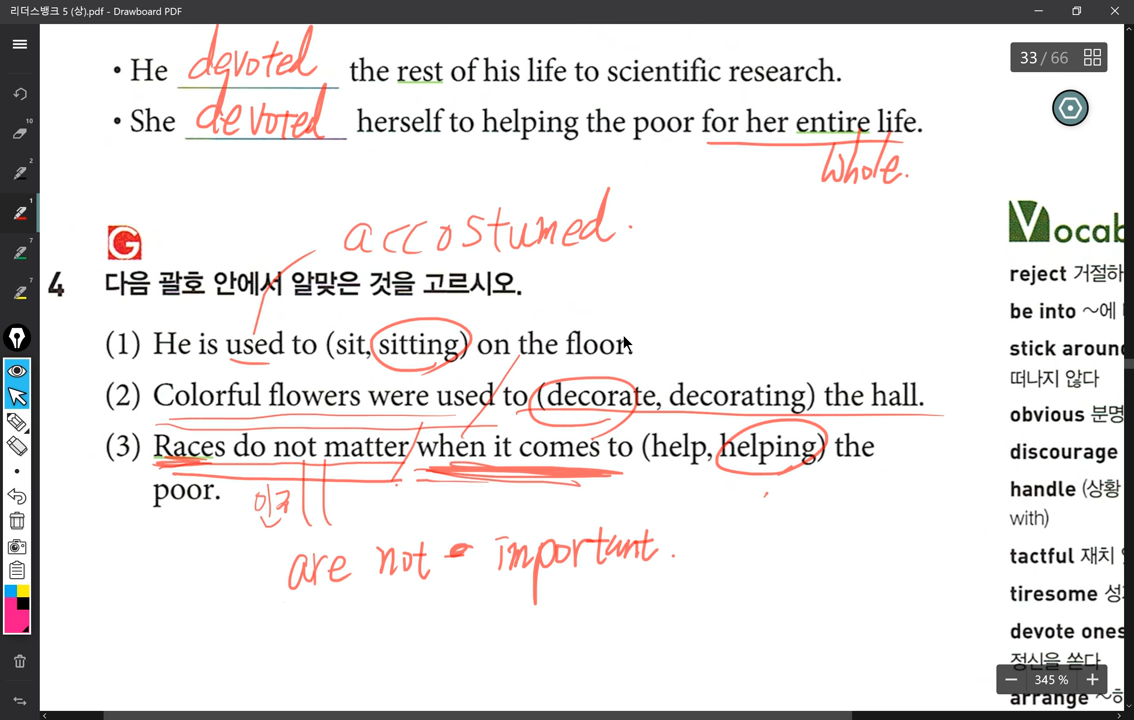 리더스뱅크 5 (상).pdf - Drawboard PDF
33 / 66
• He devoted the rest of his life to scientific research.
• She devoted herself to helping the poor for her entire life.
whole.
accostumed.
G
4 다음 괄호 안에서 알맞은 것을 고르시오.
(1) He is used to (sit, sitting) on the floor.
(2) Colorful flowers were used to (decorate, decorating) the hall.
(3) Races do not matter when it comes to (help, helping) the
poor.
인종
are not important.
Vocab
reject 거절하
be into ~에
stick aroun
떠나지 않다
obvious 분명
discourage
handle (상황
with)
tactful 재치
tiresome 성
devote ones
정신을 쏟다
arrange ~하
345 %
10
2
1
7
7